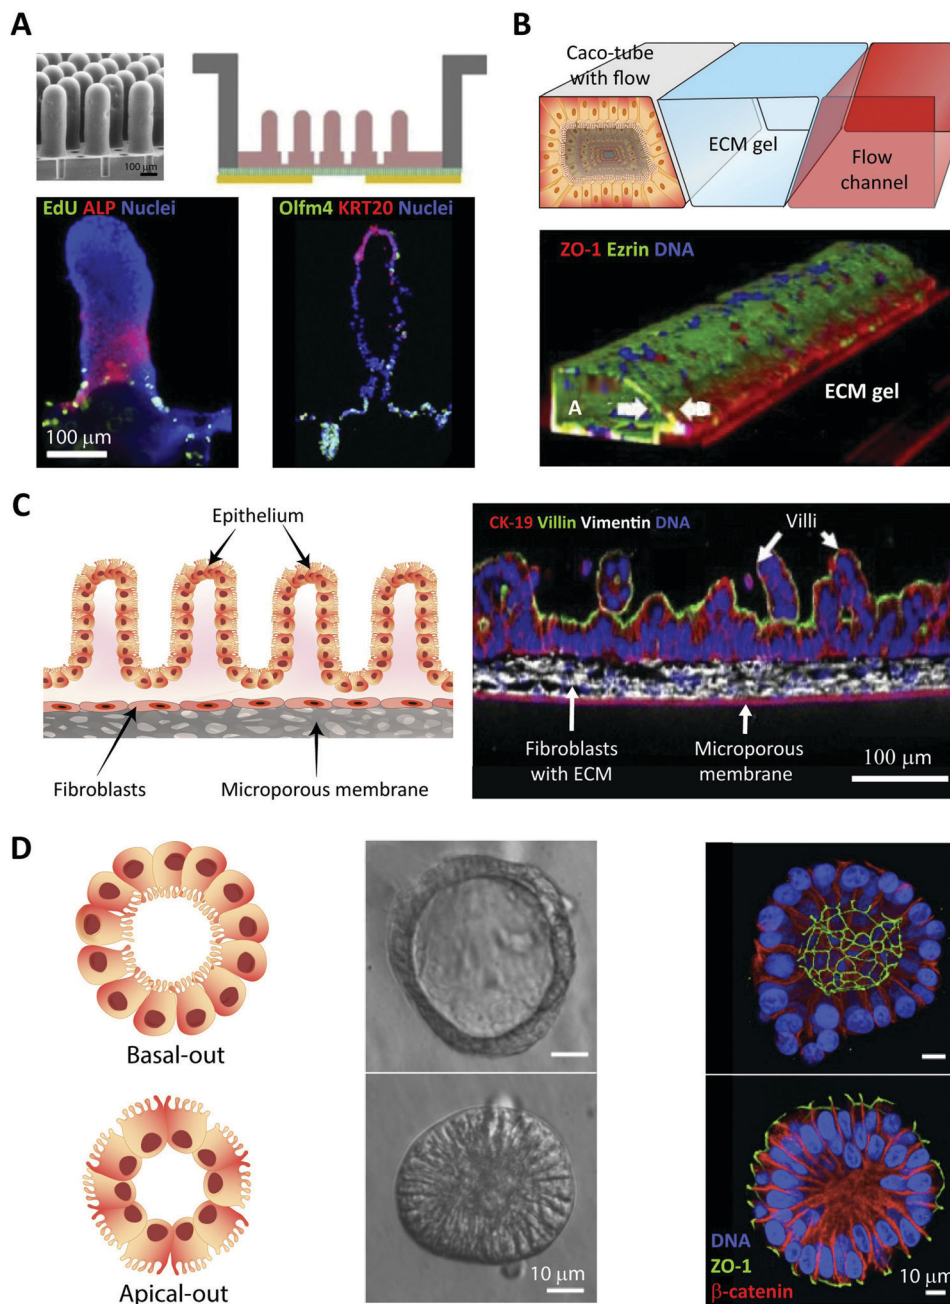 A
100 μm
EdU ALP Nuclei
100 μm
Olfm4 KRT20 Nuclei
B
Caco-tube
with flow
ECM gel
Flow
channel
ZO-1 Ezrin DNA
A
B
ECM gel
C
Epithelium
Fibroblasts
Microporous membrane
CK-19 Villin Vimentin DNA
Villi
Fibroblasts
with ECM
Microporous
membrane
100 μm
D
Basal-out
Apical-out
10 μm
DNA
ZO-1
β-catenin
10 μm